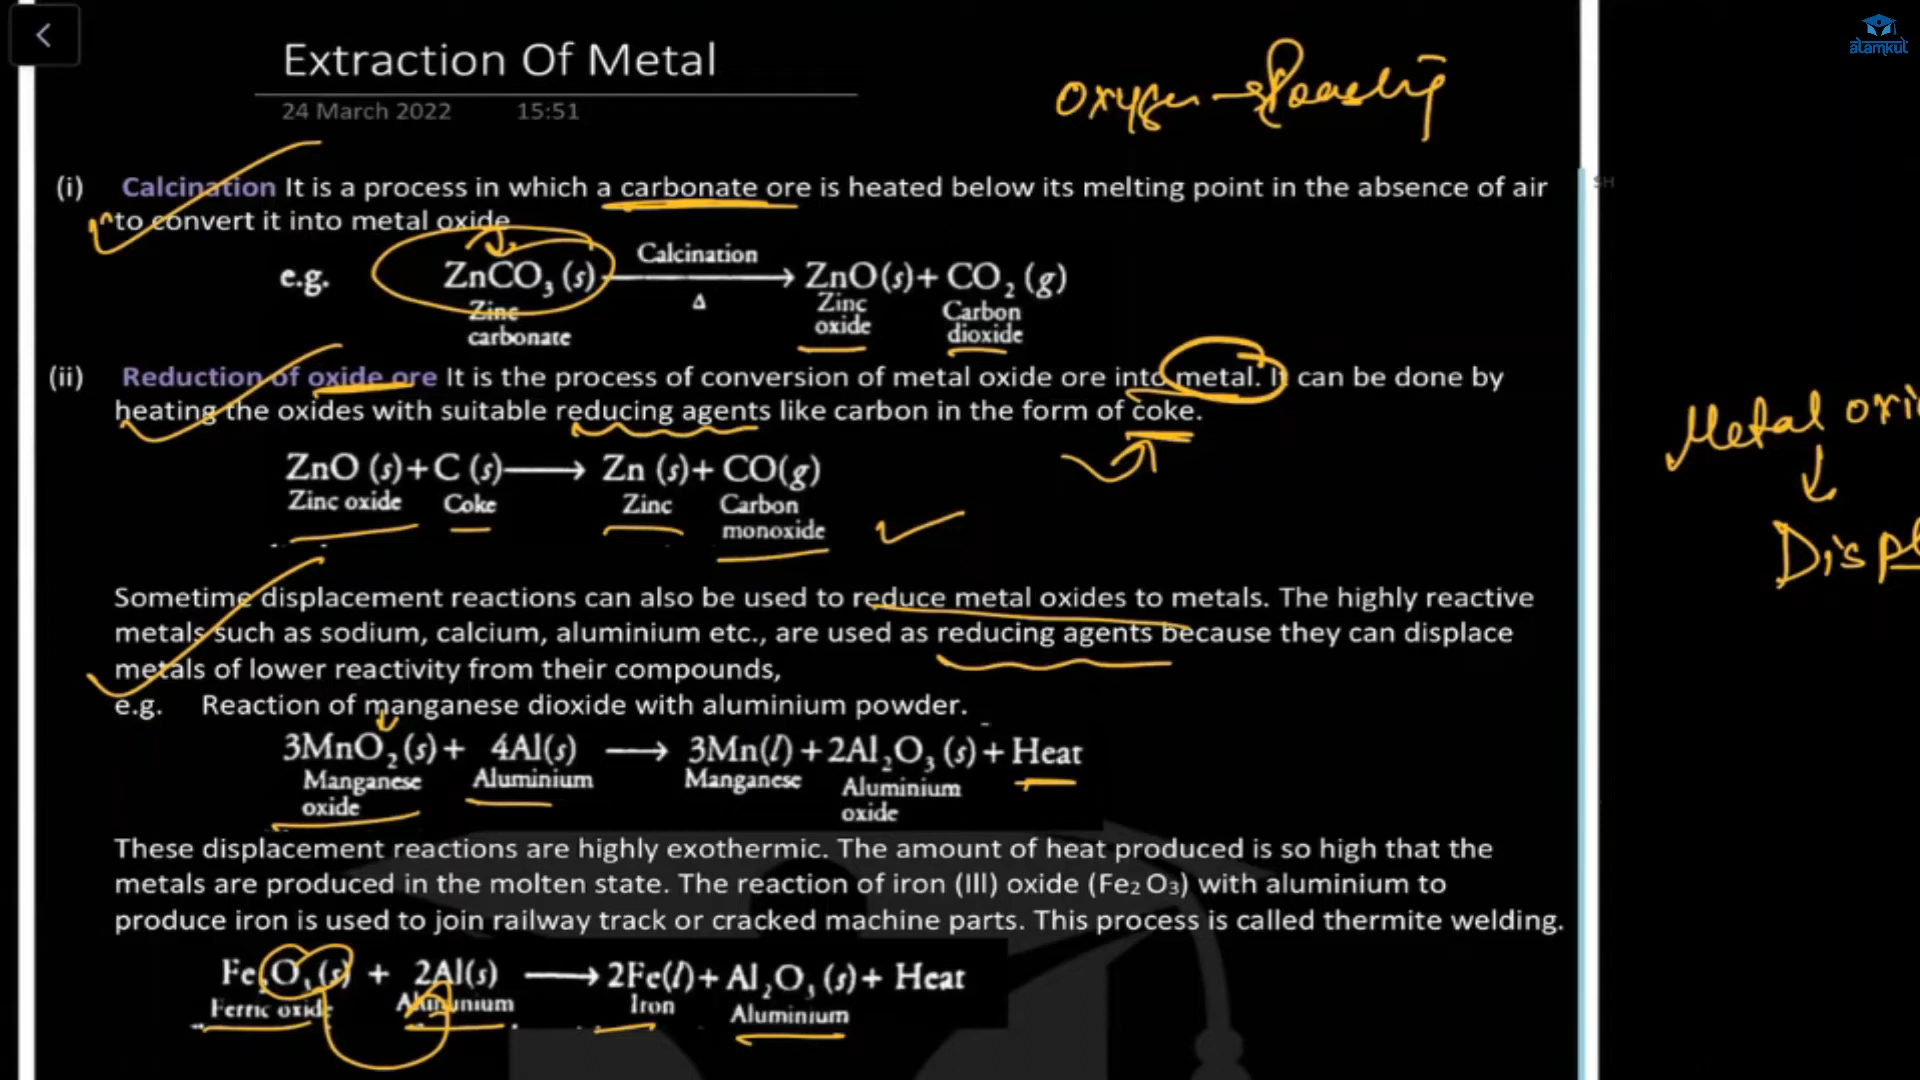 alamkul
Extraction Of Metal
24 March 2022 15:51
oxygen → Roasting
(i) Calcination It is a process in which a carbonate ore is heated below its melting point in the absence of air
to convert it into metal oxide
e.g. ZnCO3 (s) Calcination → Δ ZnO(s) + CO2 (g)
Zinc carbonate Zinc oxide Carbon dioxide
(ii) Reduction of oxide ore It is the process of conversion of metal oxide ore into metal. It can be done by
heating the oxides with suitable reducing agents like carbon in the form of coke.
ZnO (s) + C (s) → Zn (s) + CO(g)
Zinc oxide Coke Zinc Carbon monoxide
Metal oxi
↓
Displ
Sometime displacement reactions can also be used to reduce metal oxides to metals. The highly reactive
metals such as sodium, calcium, aluminium etc., are used as reducing agents because they can displace
metals of lower reactivity from their compounds,
e.g. Reaction of manganese dioxide with aluminium powder.
3MnO2 (s) + 4Al(s) → 3Mn(l) + 2Al2O3 (s) + Heat
Manganese oxide Aluminium Manganese Aluminium oxide
These displacement reactions are highly exothermic. The amount of heat produced is so high that the
metals are produced in the molten state. The reaction of iron (III) oxide (Fe2 O3) with aluminium to
produce iron is used to join railway track or cracked machine parts. This process is called thermite welding.
Fe2O3 (s) + 2Al(s) → 2Fe(l) + Al2O3 (s) + Heat
Ferric oxide Aluminium Iron Aluminium